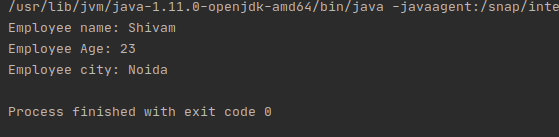 /usr/lib/jvm/java-1.11.0-openjdk-amd64/bin/java -javaagent:/snap/inte
Employee name: Shivam
Employee Age: 23
Employee city: Noida
Process finished with exit code 0